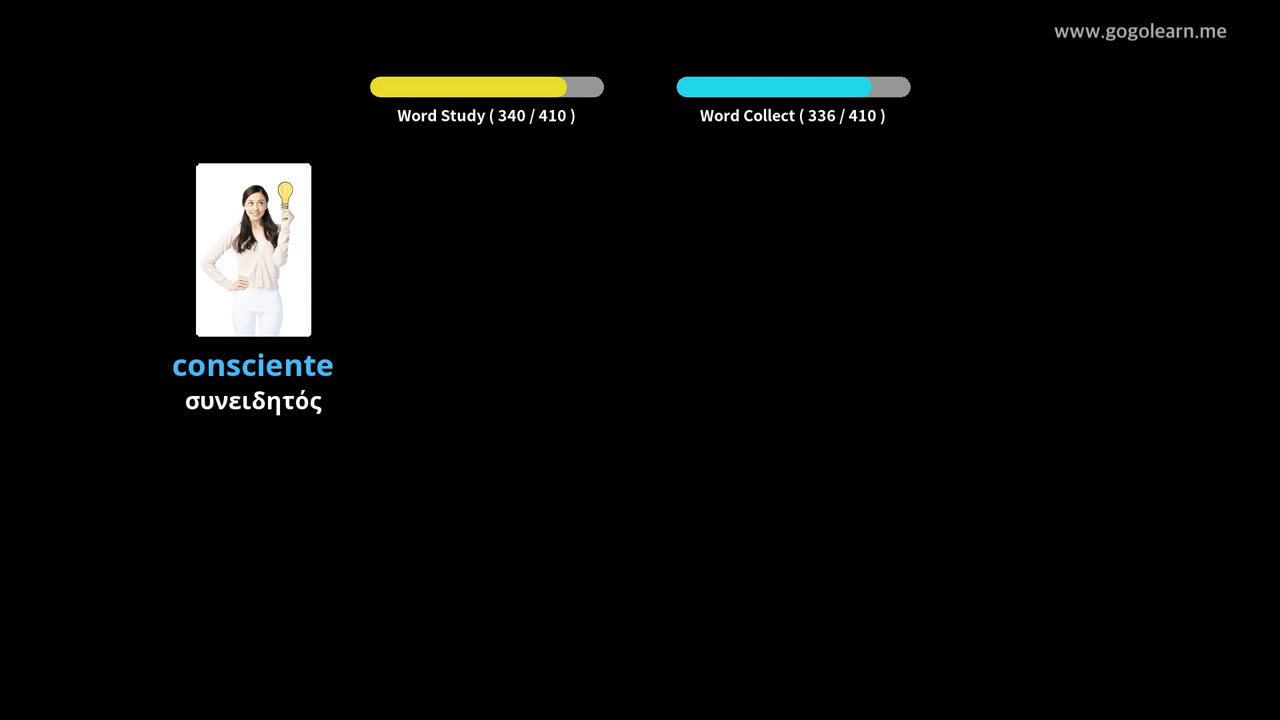 www.gogolearn.me
Word Study ( 340 / 410 )
Word Collect ( 336 / 410 )
consciente
συνειδητός